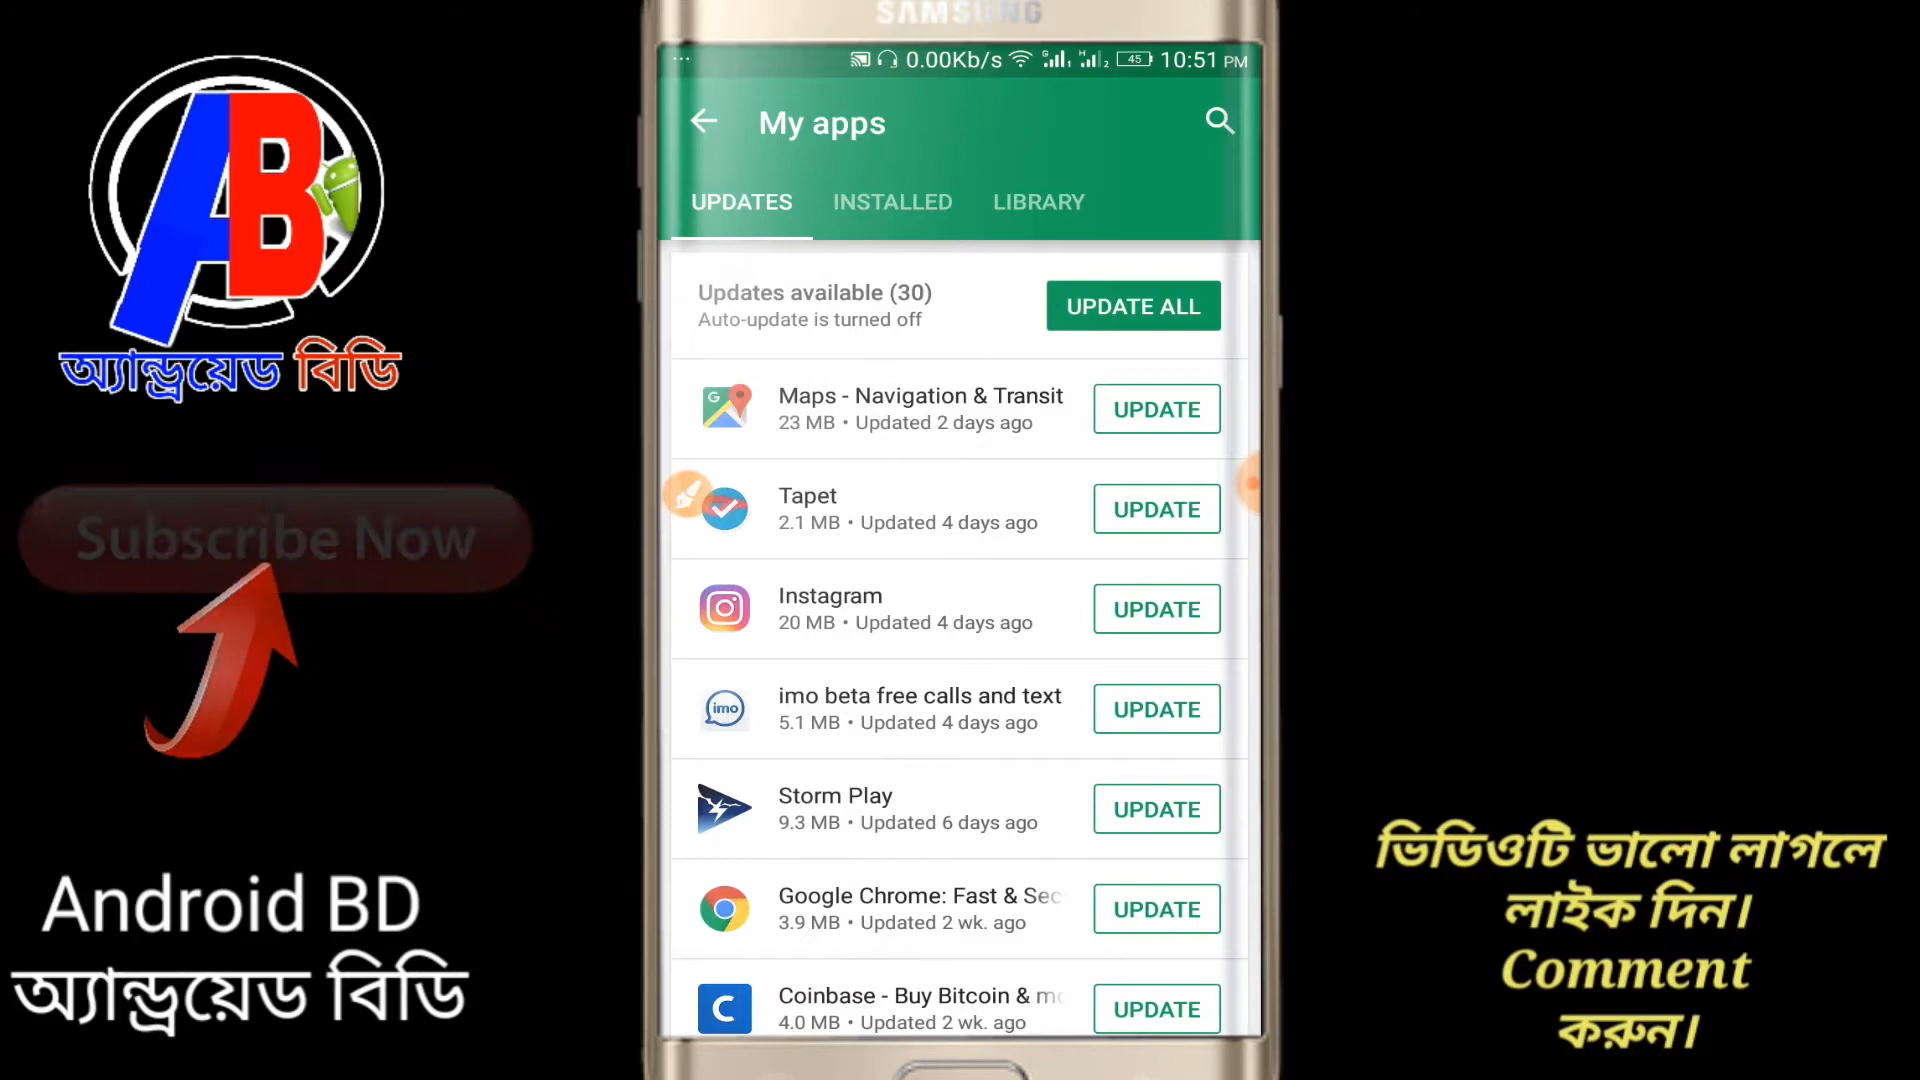 SAMSUNG
0.00Kb/s 45 10:51 PM
My apps
UPDATES INSTALLED LIBRARY
Updates available (30)
Auto-update is turned off
UPDATE ALL
Maps - Navigation & Transit
23 MB • Updated 2 days ago
UPDATE
Tapet
2.1 MB • Updated 4 days ago
UPDATE
Instagram
20 MB • Updated 4 days ago
UPDATE
imo
imo beta free calls and text
5.1 MB • Updated 4 days ago
UPDATE
Storm Play
9.3 MB • Updated 6 days ago
UPDATE
Google Chrome: Fast & Sec
3.9 MB • Updated 2 wk. ago
UPDATE
Coinbase - Buy Bitcoin & mo
4.0 MB • Updated 2 wk. ago
UPDATE
AB
অ্যান্ড্রয়েড বিডি
Subscribe Now
Android BD
অ্যান্ড্রয়েড বিডি
ভিডিওটি ভালো লাগলে
লাইক দিন।
Comment
করুন।